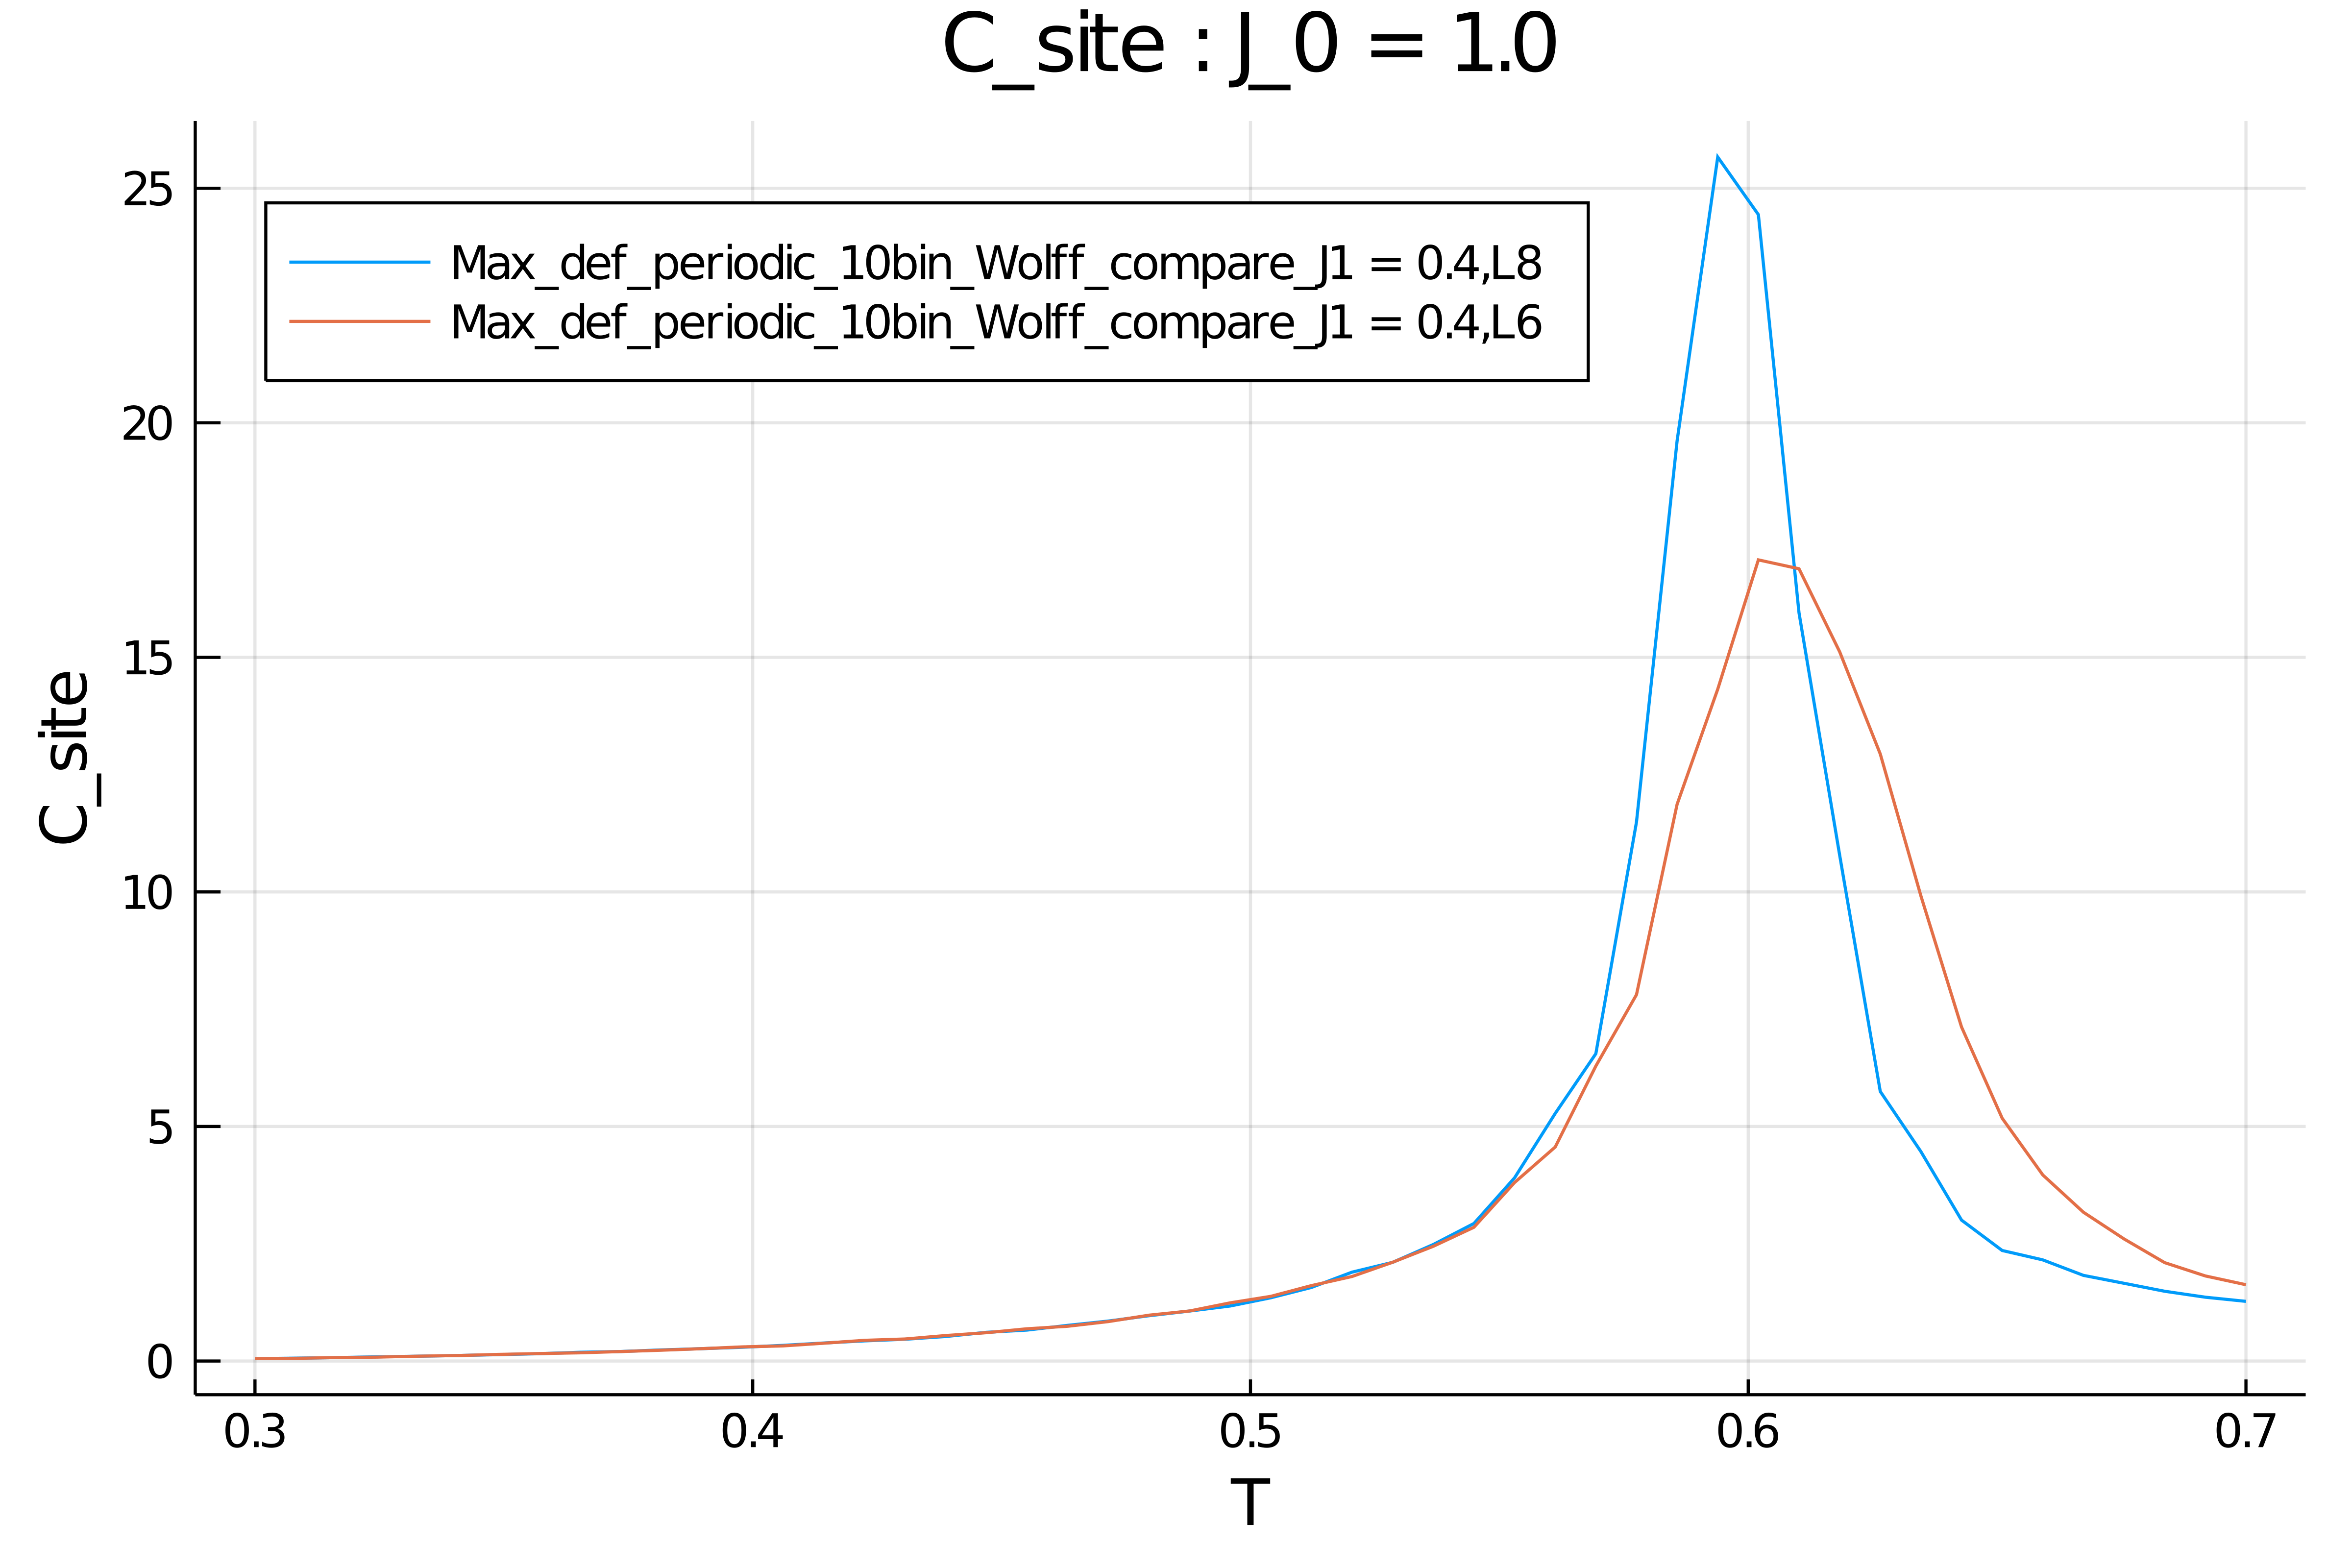 C_site : J_0 = 1.0
25
20
15
10
5
0
C_site
Max_def_periodic_10bin_Wolff_compare_J1 = 0.4,L8
Max_def_periodic_10bin_Wolff_compare_J1 = 0.4,L6
0.3 0.4 0.5 0.6 0.7
T